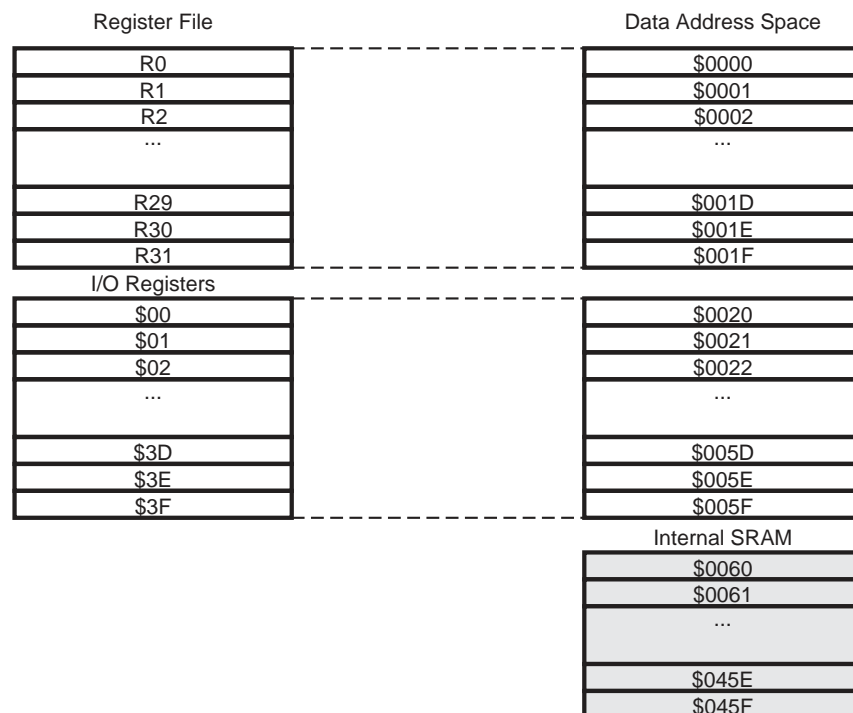 Register File Data Address Space
R0 $0000
R1 $0001
R2 $0002
... ...
R29 $001D
R30 $001E
R31 $001F
I/O Registers
$00 $0020
$01 $0021
$02 $0022
... ...
$3D $005D
$3E $005E
$3F $005F
Internal SRAM
$0060
$0061
...
$045E
$045F